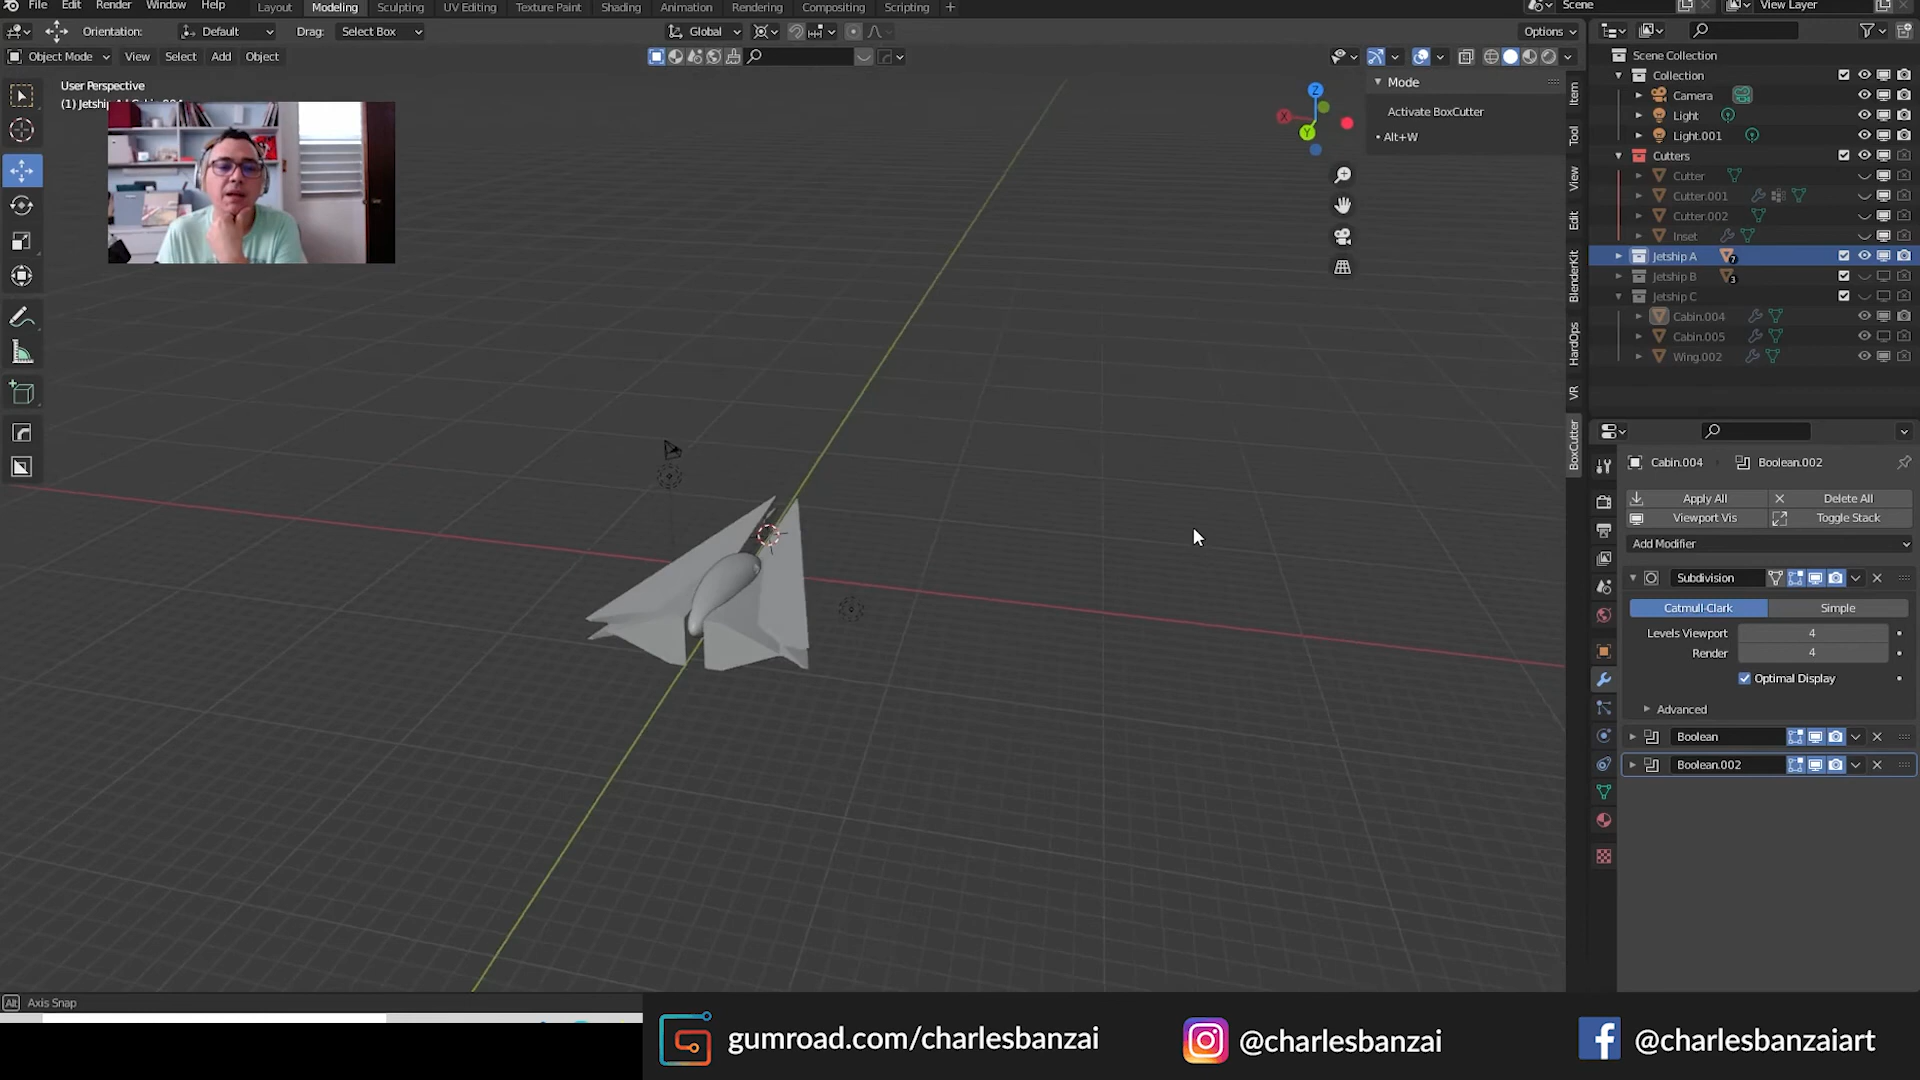 File Edit Render Window Help Layout Modeling Sculpting UV Editing Texture Paint Shading Animation Rendering Compositing Scripting + Scene View Layer
Orientation: Default Drag: Select Box Global Options
Object Mode View Select Add Object
User Perspective
(1) Jetship
Mode
Activate BoxCutter
• Alt+W
X
Y
Z
Item
Tool
View
Edit
BlenderKit
HardOps
VR
BoxCutter
Scene Collection
Collection
Camera
Light
Light.001
Cutters
Cutter
Cutter.001
Cutter.002
Inset
Jetship A 7
Jetship B 3
Jetship C
Cabin.004
Cabin.005
Wing.002
Cabin.004 Boolean.002
Apply All Delete All
Viewport Vis Toggle Stack
Add Modifier
Subdivision
Catmull-Clark Simple
Levels Viewport 4
Render 4
Optimal Display
Advanced
Boolean
Boolean.002
Alt Axis Snap
gumroad.com/charlesbanzai @charlesbanzai @charlesbanzaiart